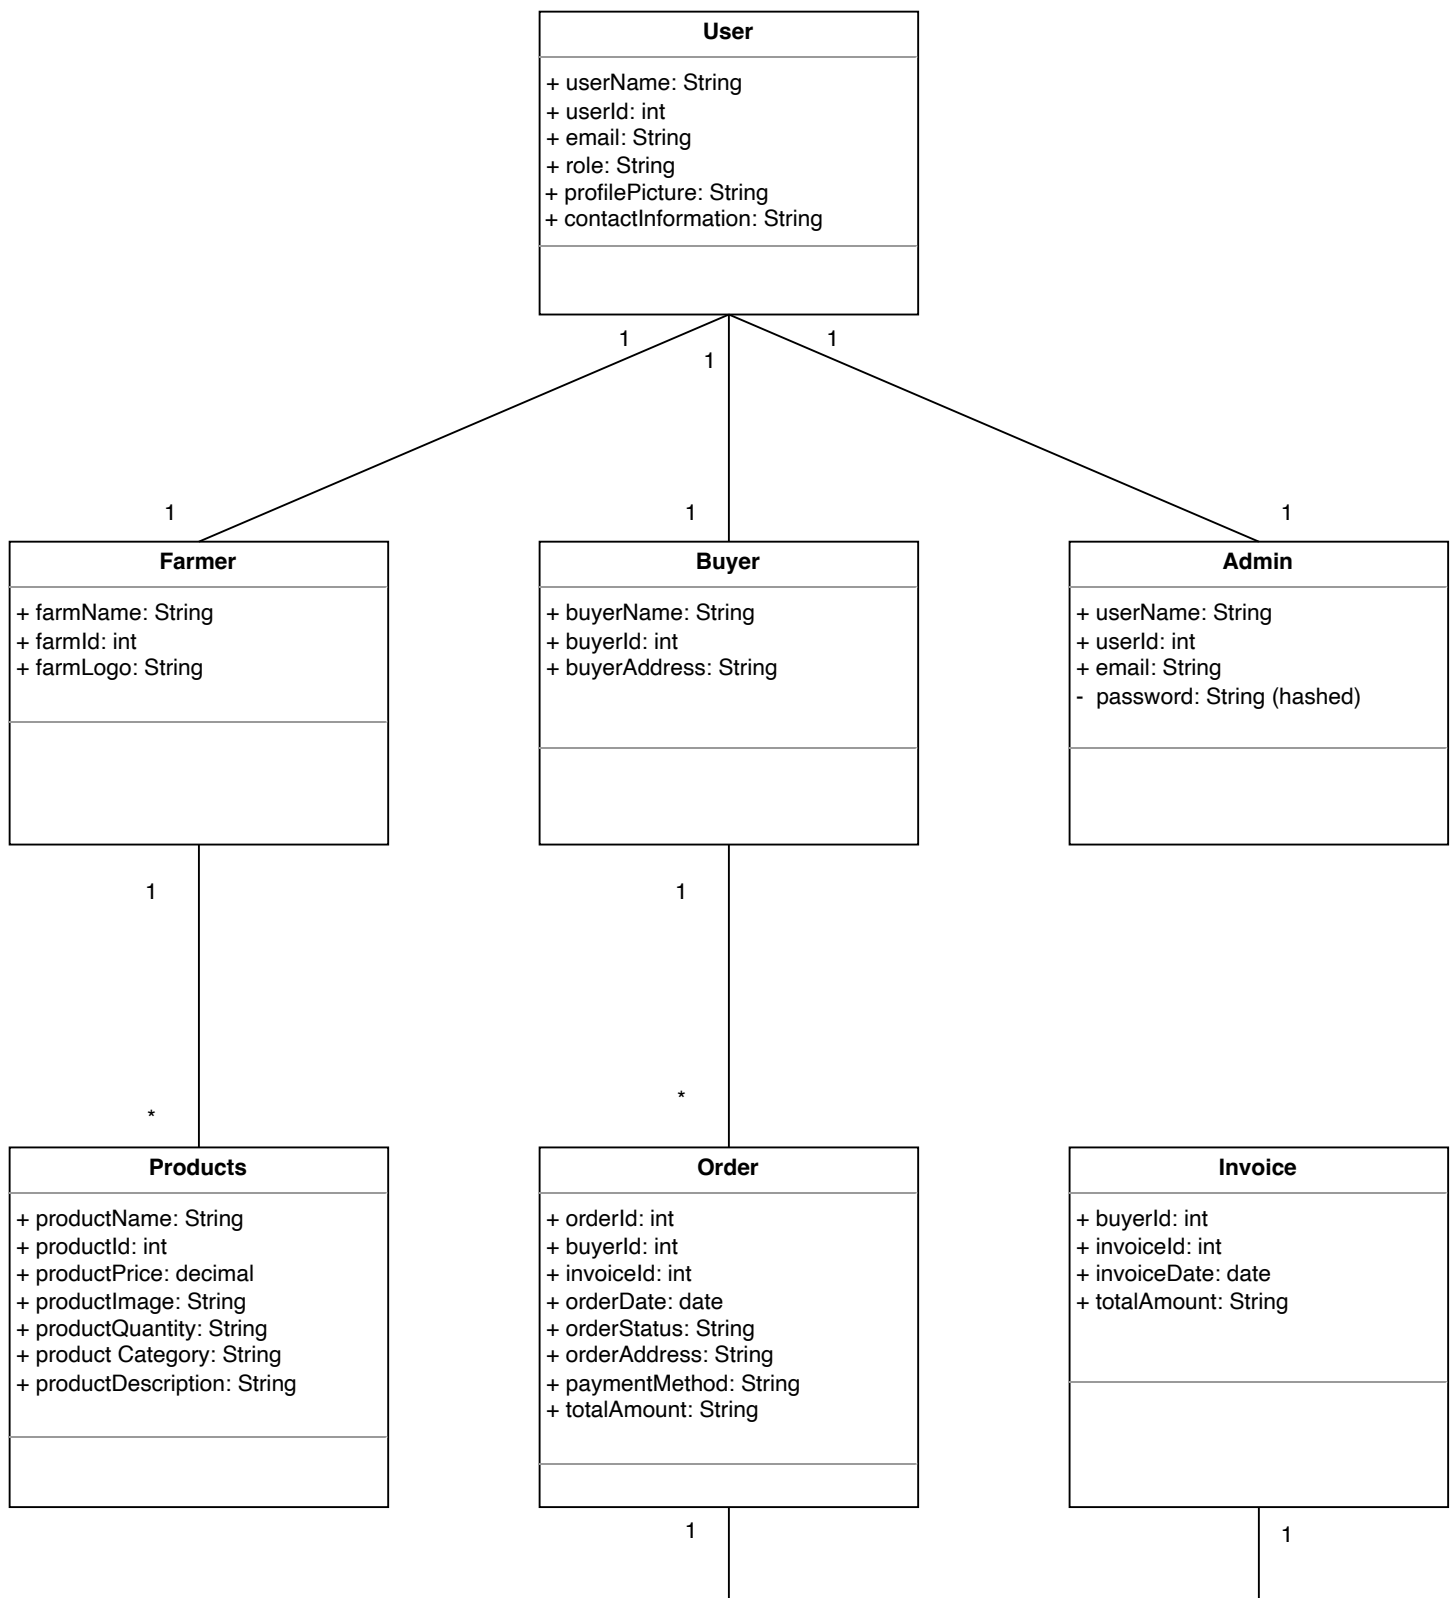 User
+ userName: String
+ userId: int
+ email: String
+ role: String
+ profilePicture: String
+ contactInformation: String
1
1
1
1
1
1
Farmer
+ farmName: String
+ farmId: int
+ farmLogo: String
Buyer
+ buyerName: String
+ buyerId: int
+ buyerAddress: String
Admin
+ userName: String
+ userId: int
+ email: String
- password: String (hashed)
1
1
*
*
Products
+ productName: String
+ productId: int
+ productPrice: decimal
+ productImage: String
+ productQuantity: String
+ product Category: String
+ productDescription: String
Order
+ orderId: int
+ buyerId: int
+ invoiceId: int
+ orderDate: date
+ orderStatus: String
+ orderAddress: String
+ paymentMethod: String
+ totalAmount: String
Invoice
+ buyerId: int
+ invoiceId: int
+ invoiceDate: date
+ totalAmount: String
1
1